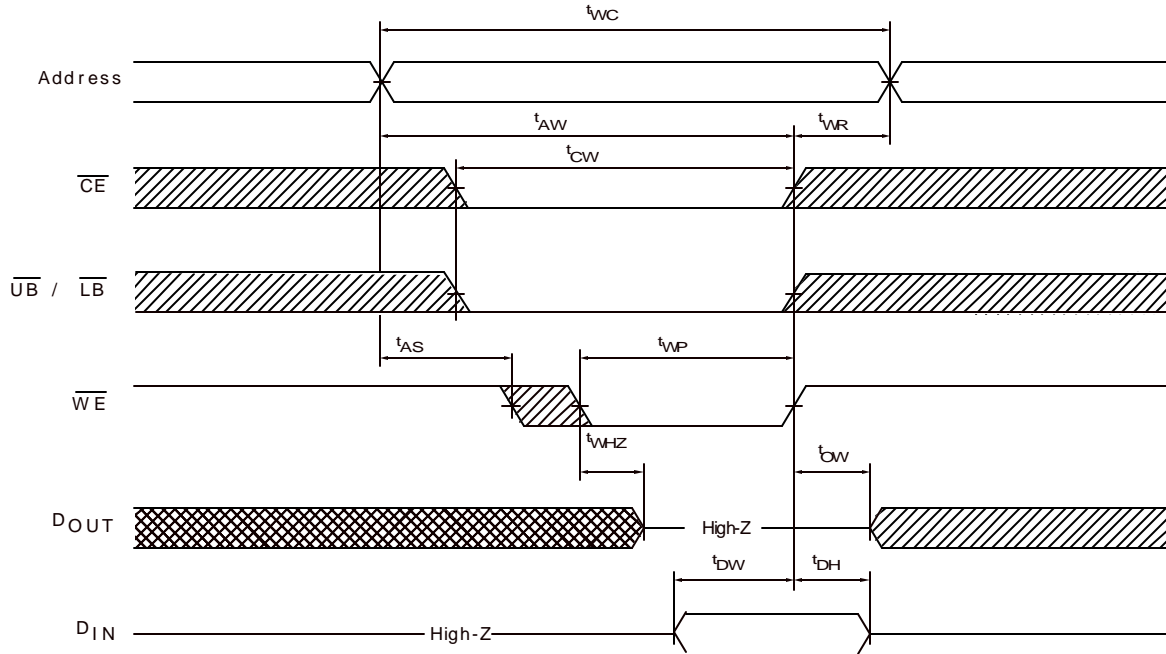 tWC
Address
tAW
tWR
tCW
CE
UB / LB
tAS
tWP
WE
tWHZ
tOW
DOUT
High-Z
tDW
tDH
DIN
High-Z